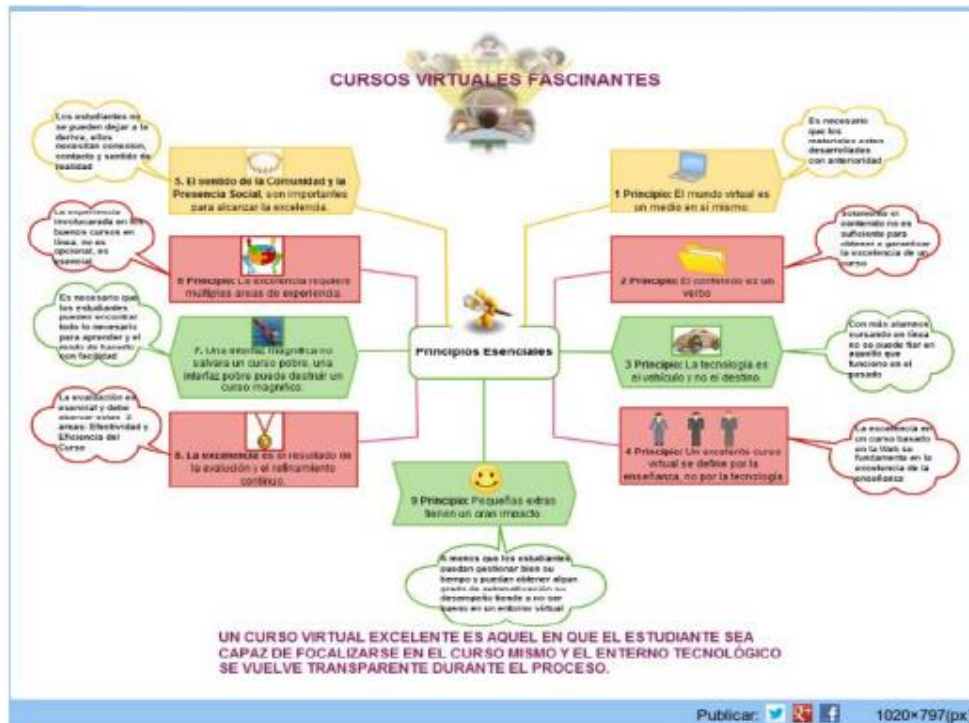 CURSOS VIRTUALES FASCINANTES
Los estudiantes no
se pueden dejar a la
deriva, ellos
necesitan conexion,
contacto y sentido de
realidad
5. El sentido de la Comunidad y la
Presencia Social, son importantes
para alcanzar la excelencia.
Es necesario
que los
materiales esten
desarrollados
con anterioridad
1 Principio: El mundo virtual es
un medio en sí mismo.
La experiencia
involucarada en los
buenos cursos en
linea, no es
opcional, es
esencial
6 Principio: La excelencia requiere
múltiples areas de experiencia.
Solamente el
contenido no es
suficiente para
obtener o garantizar
la excelencia de un
curso
2 Principio: El contenido es un
verbo
Es necesario que
los estudiantes
pueden encontrar
todo lo necesario
para aprender y el
modo de hacerlo
con facilidad
7. Una interfaz magnifica no
salvara un curso pobre, una
interfaz pobre puede destruir un
curso magnifico.
Principios Esenciales
3 Principio: La tecnología es
el vehículo y no el destino.
Con más alumnos
cursando en línea
no se puede fiar en
aquello que
funciono en el
pasado
La evaluación es
esencial y debe
abarcar estas 2
areas: Efectividad y
Eficiencia del
Curso
8. La excelencia es el resultado de
la evalución y el refinamiento
continuo.
4 Principio: Un excelente curso
virtual se define por la
enseñanza, no por la tecnología
La excelencia en
un curso basado
en la Web se
fundamenta en la
excelencia de la
enseñanza
9 Principio: Pequeños extras
tienen un gran impacto.
A menos que los estudiantes
puedan gestionar bien su
tiempo y puedan obtener algun
grado de automativación su
desempeño tiende a no ser
bueno en un entorno virtual
UN CURSO VIRTUAL EXCELENTE ES AQUEL EN QUE EL ESTUDIANTE SEA
CAPAZ DE FOCALIZARSE EN EL CURSO MISMO Y EL ENTERNO TECNOLÓGICO
SE VUELVE TRANSPARENTE DURANTE EL PROCESO.
Publicar: 1020×797(px